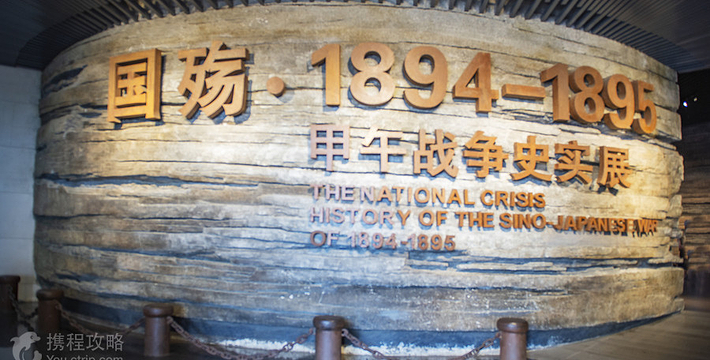 国殇·1894-1895
甲午战争史实展
THE NATIONAL CRISIS
HISTORY OF THE SINO-JAPANESE WAR
OF 1894-1895
携程攻略
You.ctrip.com